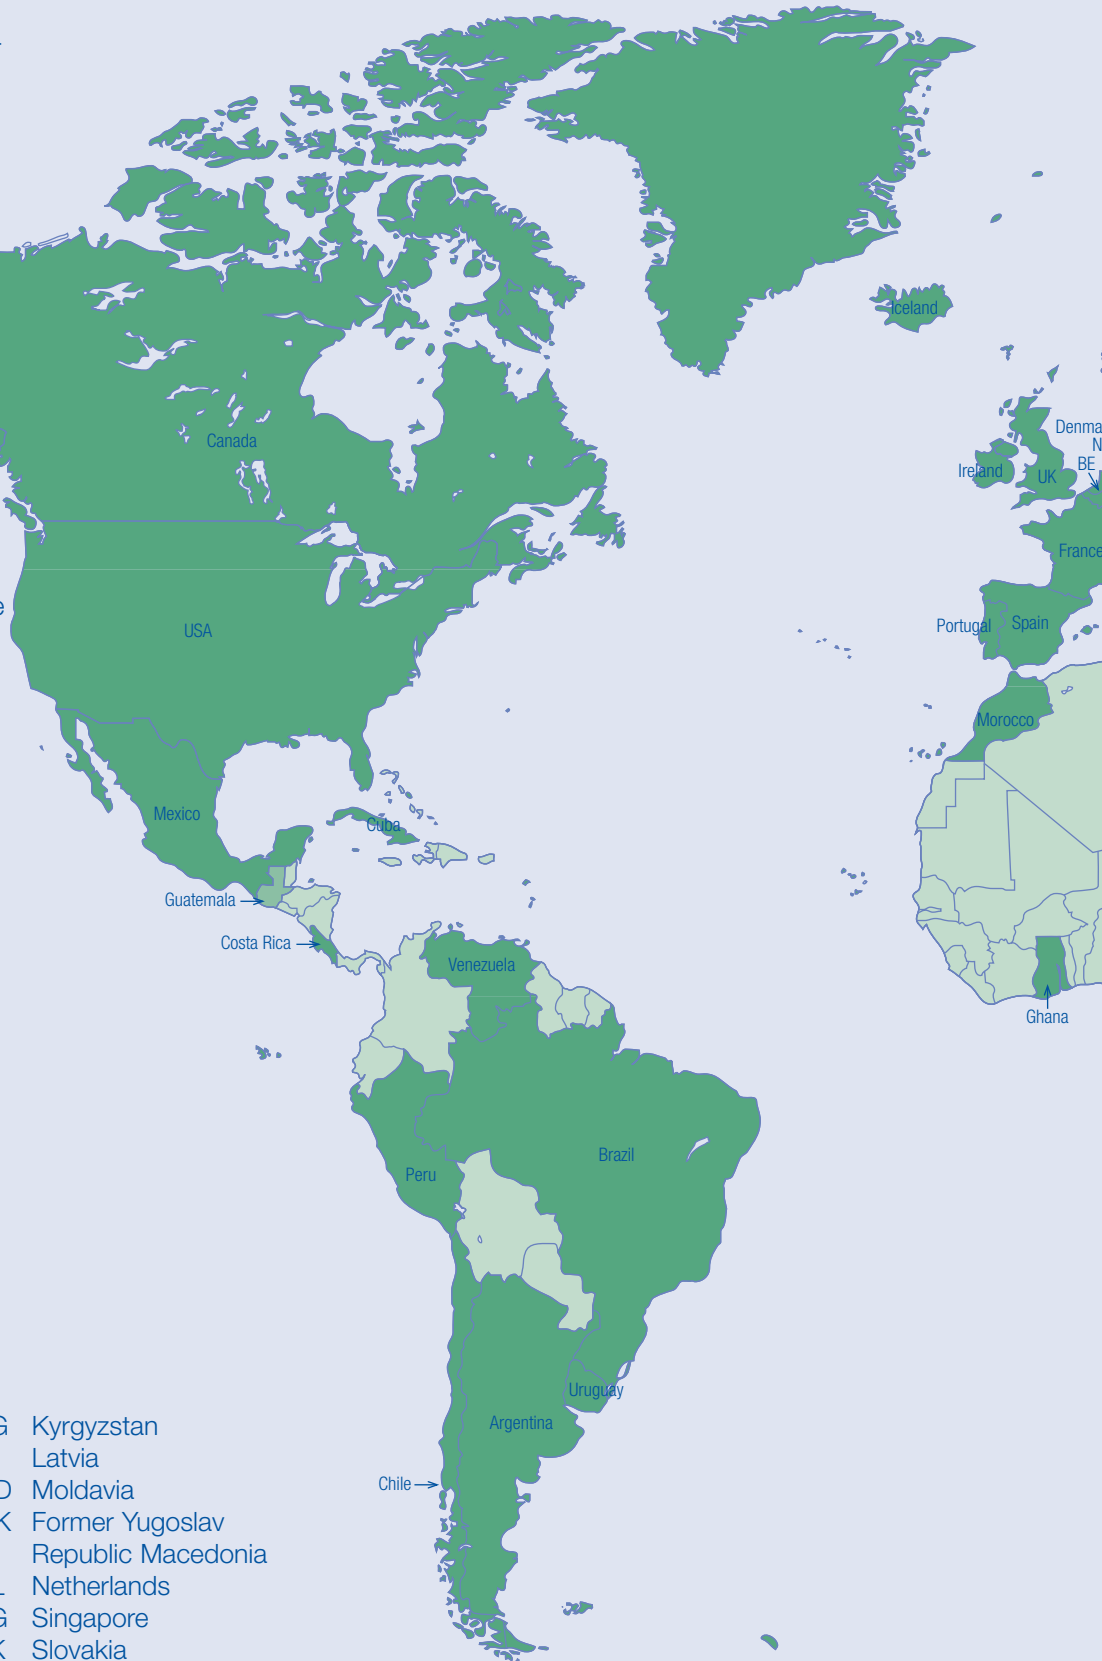 Iceland
Canada
Denma
N
Ireland
UK
BE
France
e
USA
Portugal
Spain
Morocco
Mexico
Cuba
Guatemala
Costa Rica
Venezuela
Ghana
Brazil
Peru
Uruguay
Argentina
Chile
G Kyrgyzstan
Latvia
D Moldavia
K Former Yugoslav
Republic Macedonia
L Netherlands
G Singapore
K Slovakia